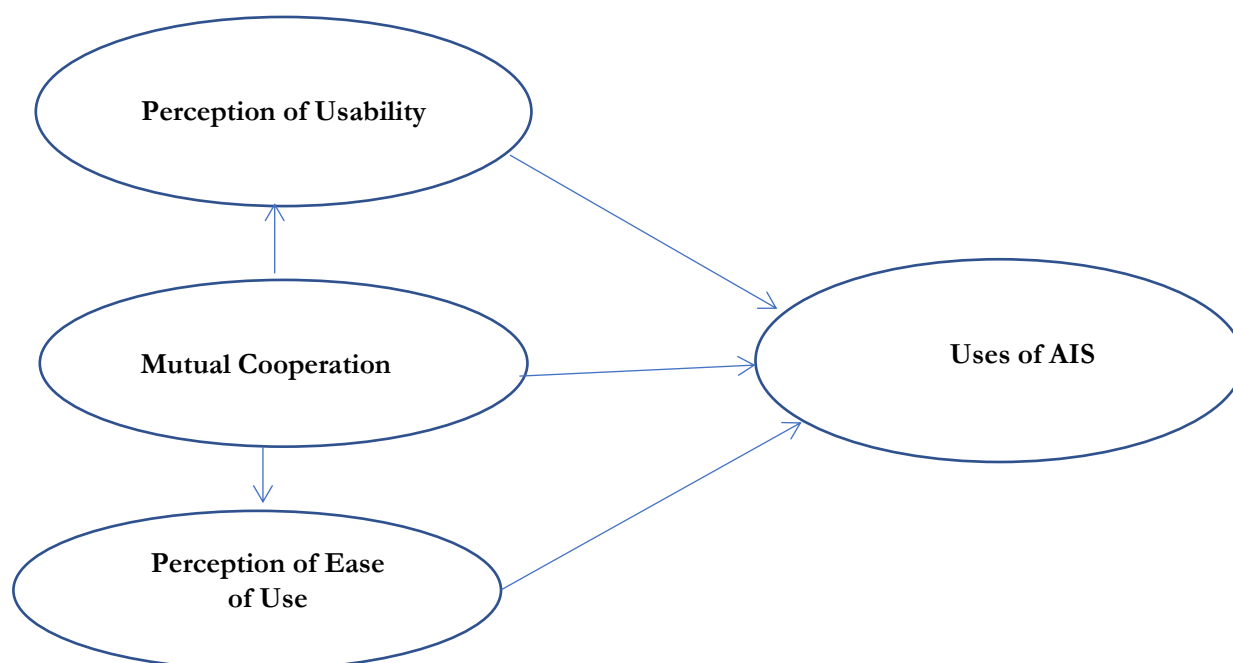 Perception of Usability
Mutual Cooperation
Uses of AIS
Perception of Ease
of Use